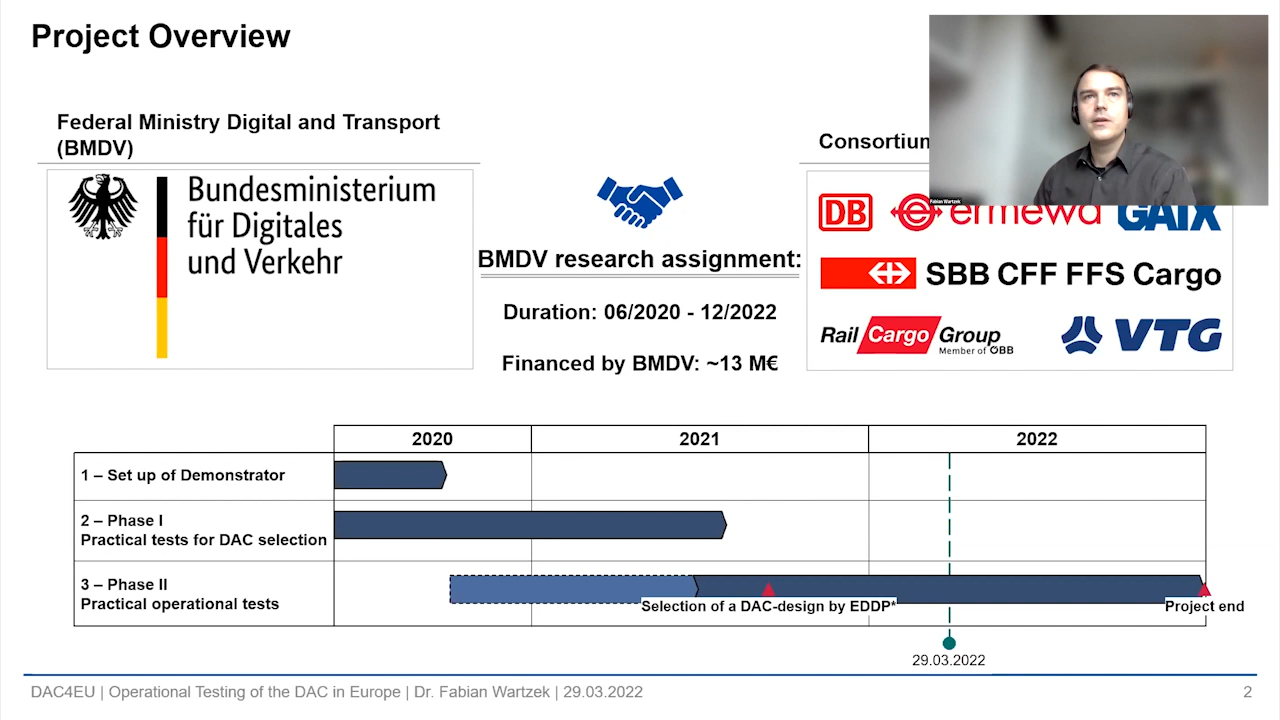 Project Overview
Federal Ministry Digital and Transport
(BMDV)
Bundesministerium
für Digitales
und Verkehr
BMDV research assignment:
Duration: 06/2020 - 12/2022
Financed by BMDV: ~13 M€
Fabian Wartzek
DB
ermewa
GATX
SBB CFF FFS Cargo
Rail Cargo Group
Member of ÖBB
VTG
2020 2021 2022
1 – Set up of Demonstrator
2 – Phase I
Practical tests for DAC selection
3 – Phase II
Practical operational tests
Selection of a DAC-design by EDDP*
Project end
29.03.2022
DAC4EU | Operational Testing of the DAC in Europe | Dr. Fabian Wartzek | 29.03.2022
2